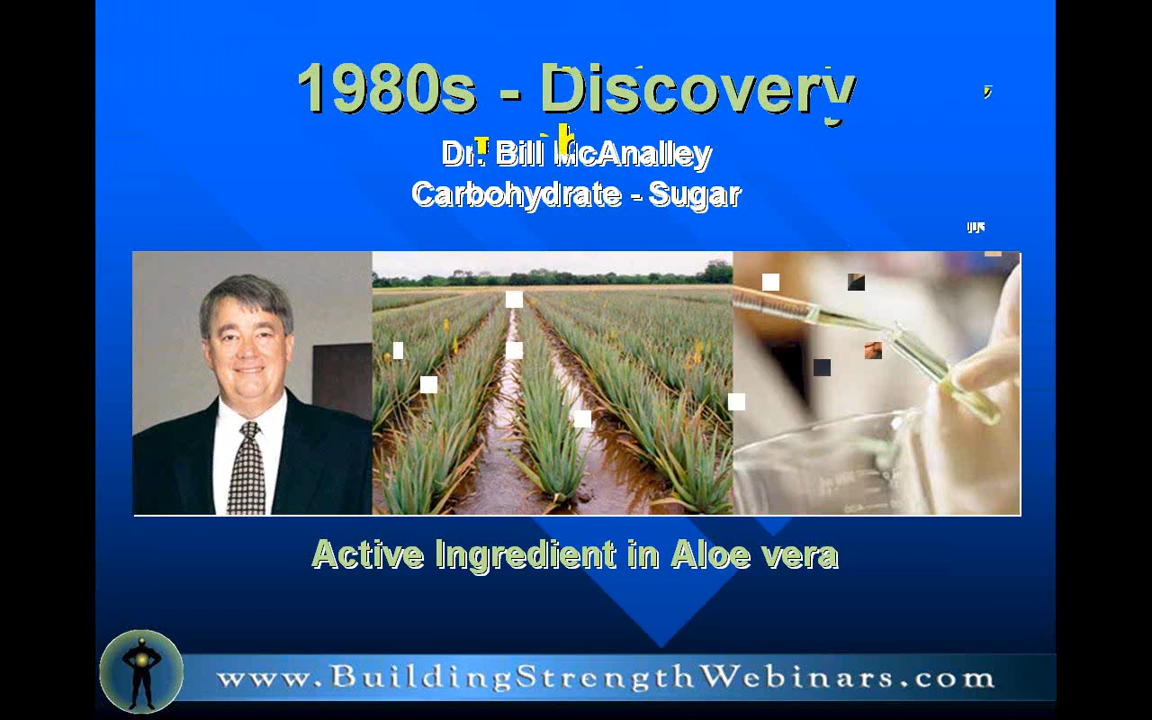 1980s - Discovery
Dr. Bill McAnalley
Carbohydrate - Sugar
Active Ingredient in Aloe vera
www.BuildingStrengthWebinars.com